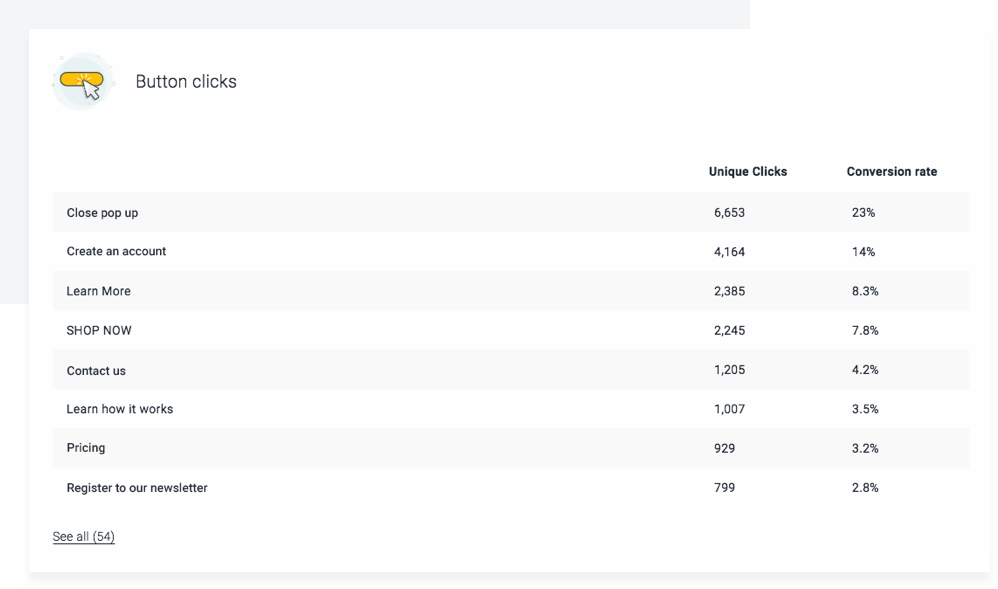 Button clicks
Unique Clicks Conversion rate
Close pop up 6,653 23%
Create an account 4,164 14%
Learn More 2,385 8.3%
SHOP NOW 2,245 7.8%
Contact us 1,205 4.2%
Learn how it works 1,007 3.5%
Pricing 929 3.2%
Register to our newsletter 799 2.8%
See all (54)